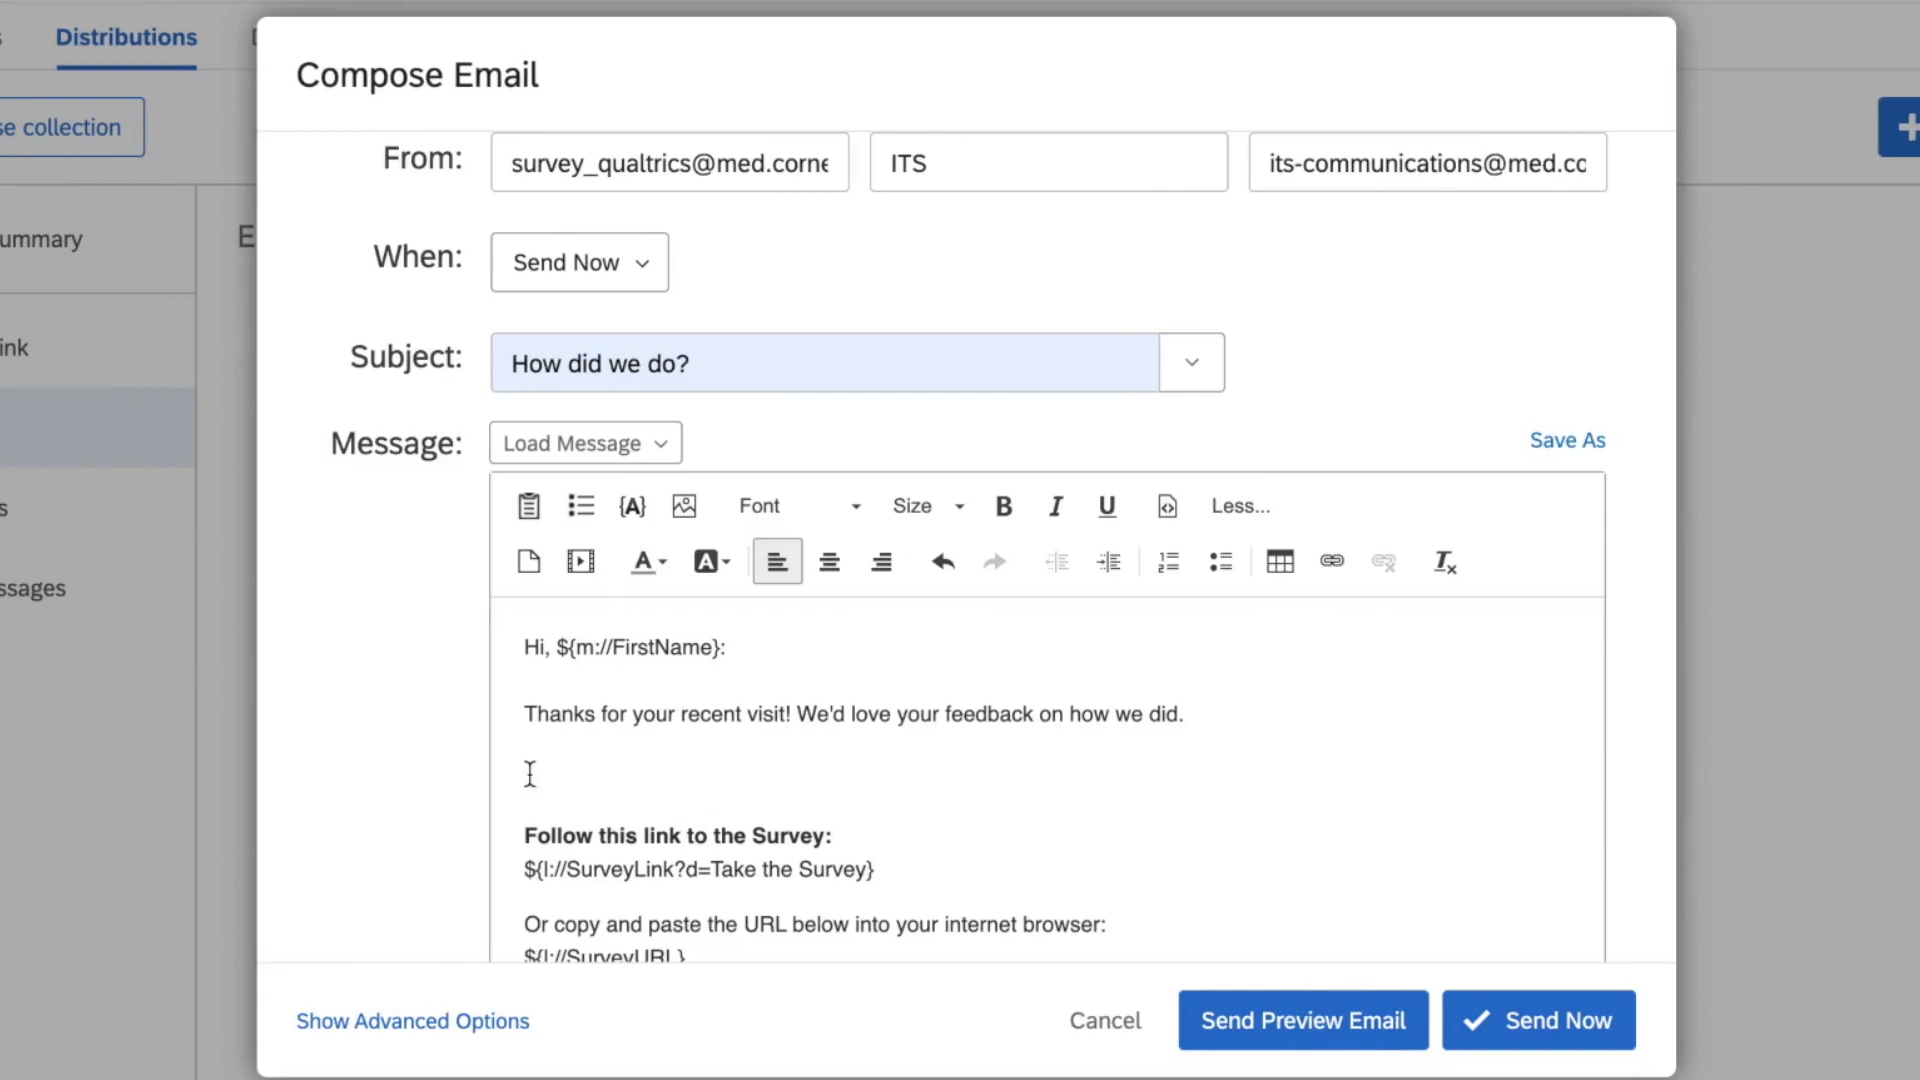 Distributions
Compose Email
se collection
From:
survey_qualtrics@med.corne
ITS
its-communications@med.co
ummary
When:
Send Now
ink
Subject:
How did we do?
Message:
Load Message
Save As
{A}
Font
Size
B
I
U
Less...
A
A
Tx
s
ssages
Hi, ${m://FirstName}:
Thanks for your recent visit! We'd love your feedback on how we did.
Follow this link to the Survey:
${l://SurveyLink?d=Take the Survey}
Or copy and paste the URL below into your internet browser:
${l://SurveyURL}
Show Advanced Options
Cancel
Send Preview Email
Send Now